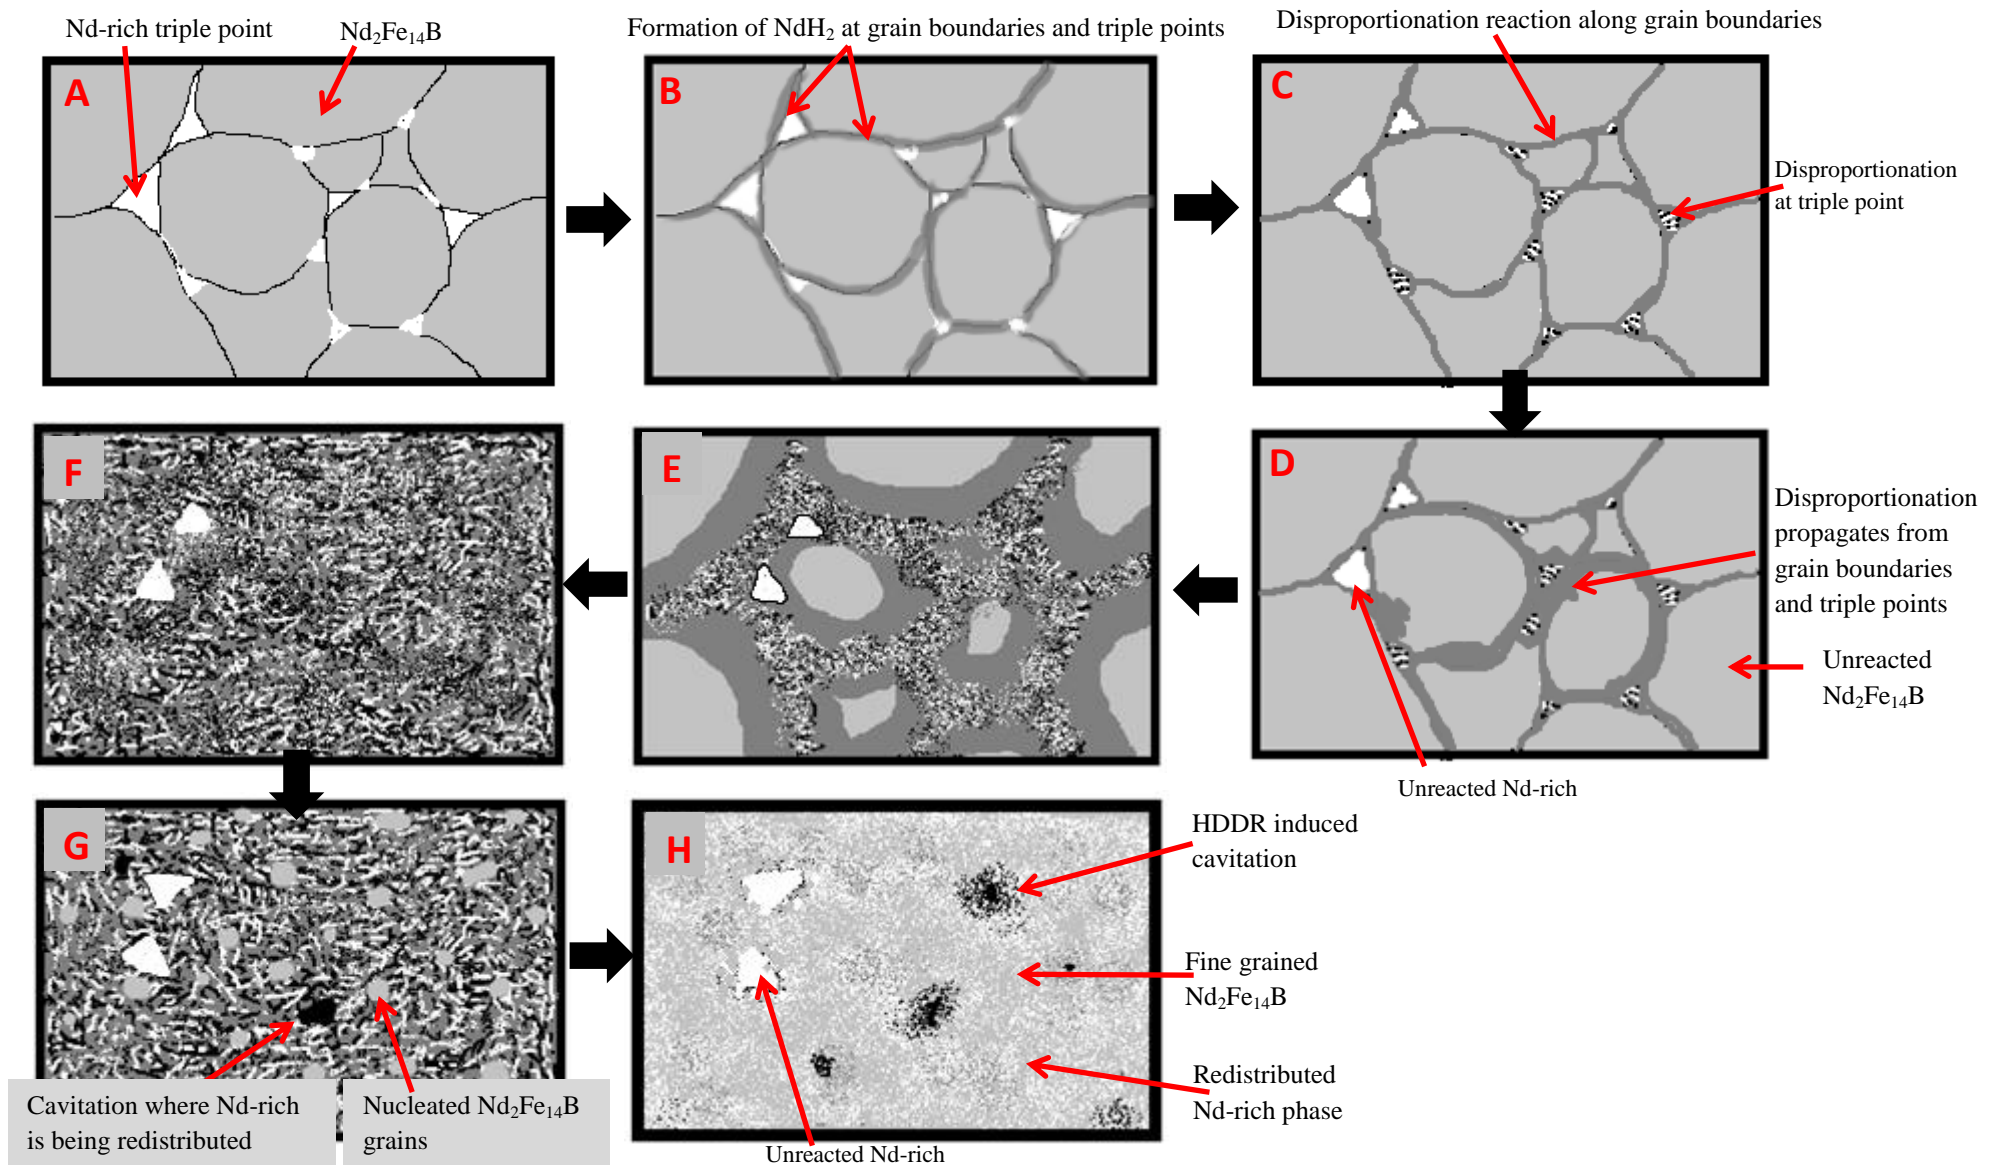 Nd-rich triple point
Nd₂Fe₁₄B
Formation of NdH₂ at grain boundaries and triple points
Disproportionation reaction along grain boundaries
A
B
C
Disproportionation
at triple point
F
E
D
Disproportionation
propagates from
grain boundaries
and triple points
Unreacted
Nd₂Fe₁₄B
Unreacted Nd-rich
G
H
HDDR induced
cavitation
Fine grained
Nd₂Fe₁₄B
Redistributed
Nd-rich phase
Cavitation where Nd-rich
is being redistributed
Nucleated Nd₂Fe₁₄B
grains
Unreacted Nd-rich